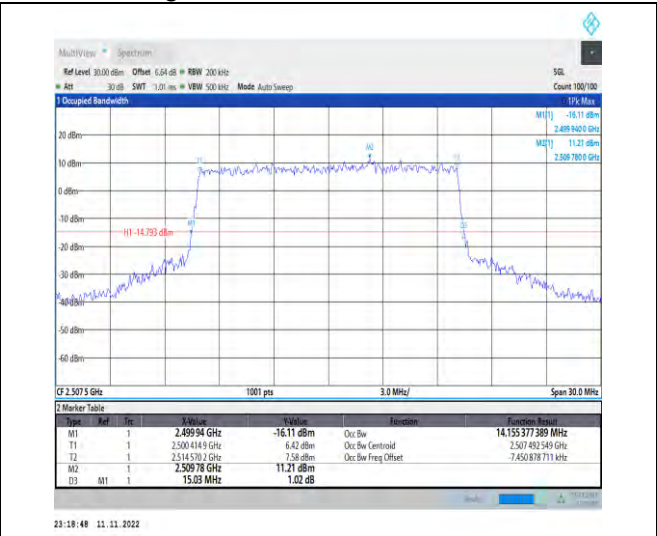 MultiView Spectrum
Ref Level 30.00 dBm Offset 6.64 dB RBW 200 kHz SGL
Att 30 dB SWT 1.01 ms VBW 500 kHz Mode Auto Sweep Count 100/100
1 Occupied Bandwidth 1Pk Max
M1[1] -16.11 dBm
2.499 940 0 GHz
20 dBm M2[1] 11.21 dBm
2.509 780 0 GHz
M2
T1 T2
10 dBm
0 dBm
-10 dBm
M1
D3
H1 -14.793 dBm
-20 dBm
-30 dBm
-40 dBm
-50 dBm
-60 dBm
CF 2.507 5 GHz 1001 pts 3.0 MHz/ Span 30.0 MHz
2 Marker Table
Type Ref Trc X-Value Y-Value Function Function Result
M1 1 2.499 94 GHz -16.11 dBm Occ Bw 14.155 377 389 MHz
T1 1 2.500 414 9 GHz 6.42 dBm Occ Bw Centroid 2.507 492 549 GHz
T2 1 2.514 570 2 GHz 7.58 dBm Occ Bw Freq Offset -7.450 878 711 kHz
M2 1 2.509 78 GHz 11.21 dBm
D3 M1 1 15.03 MHz 1.02 dB
23:18:48 11.11.2022